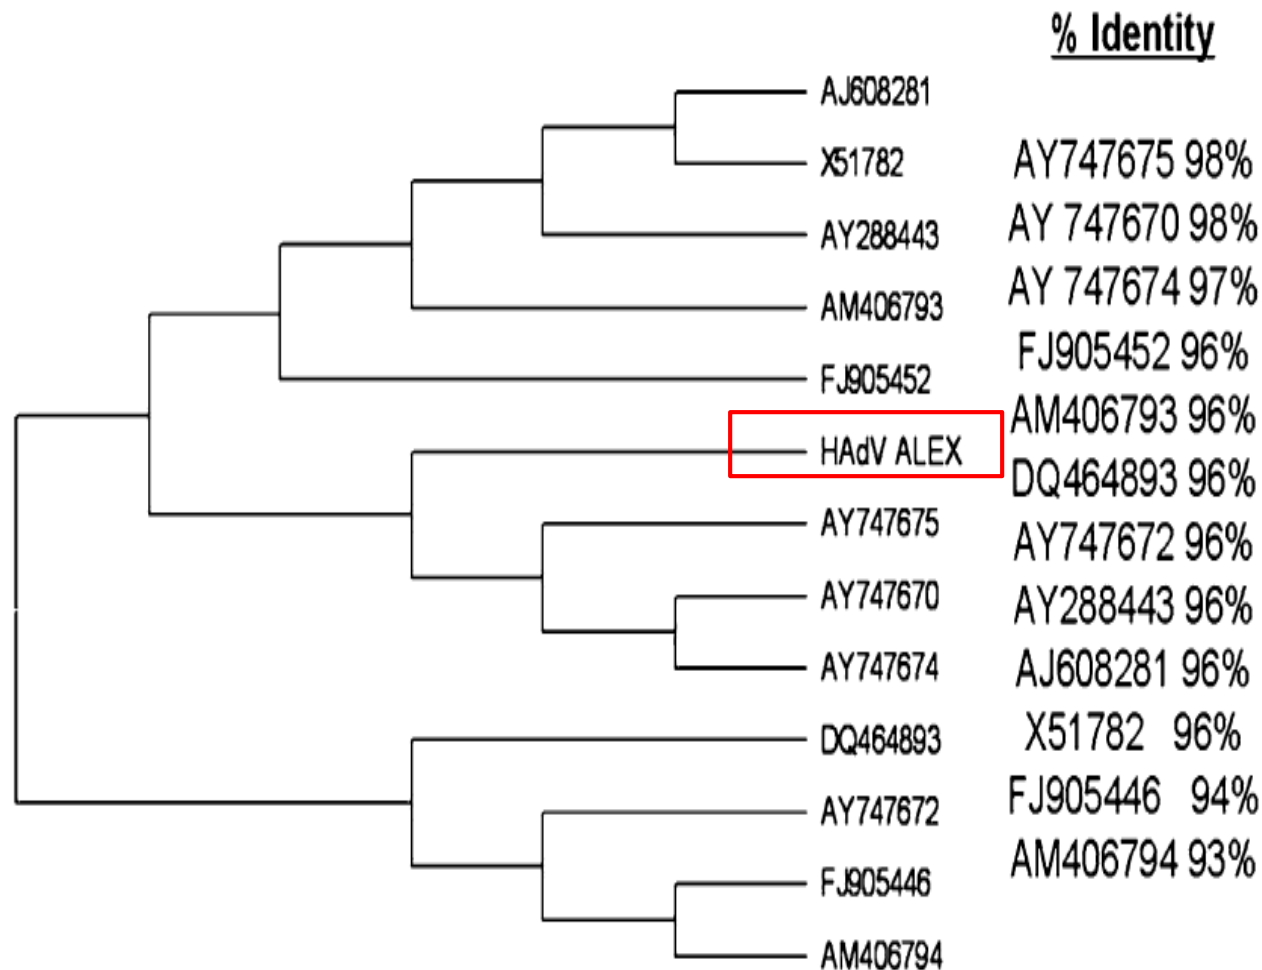 % Identity
AJ608281
X51782
AY288443
AM406793
FJ905452
HAdV ALEX
AY747675
AY747670
AY747674
DQ464893
AY747672
FJ905446
AM406794
AY747675 98%
AY 747670 98%
AY 747674 97%
FJ905452 96%
AM406793 96%
DQ464893 96%
AY747672 96%
AY288443 96%
AJ608281 96%
X51782 96%
FJ905446 94%
AM406794 93%